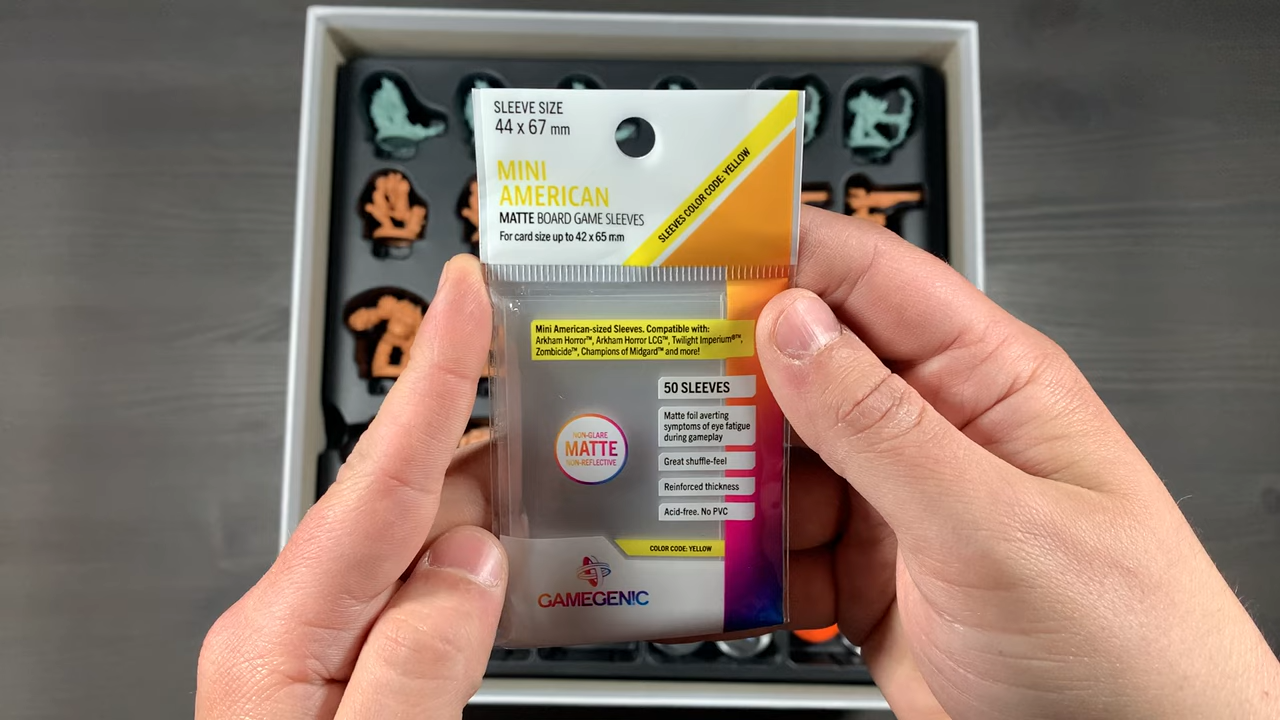 SLEEVE SIZE
44 x 67 mm
MINI
AMERICAN
MATTE BOARD GAME SLEEVES
For card size up to 42 x 65 mm
SLEEVES COLOR CODE: YELLOW
Mini American-sized Sleeves. Compatible with:
Arkham Horror™, Arkham Horror LCG™, Twilight Imperium®™,
Zombicide™, Champions of Midgard™ and more!
50 SLEEVES
Matte foil averting
symptoms of eye fatigue
during gameplay
NON-GLARE
MATTE
NON-REFLECTIVE
Great shuffle-feel
Reinforced thickness
Acid-free. No PVC
COLOR CODE: YELLOW
GAMEGEN!C